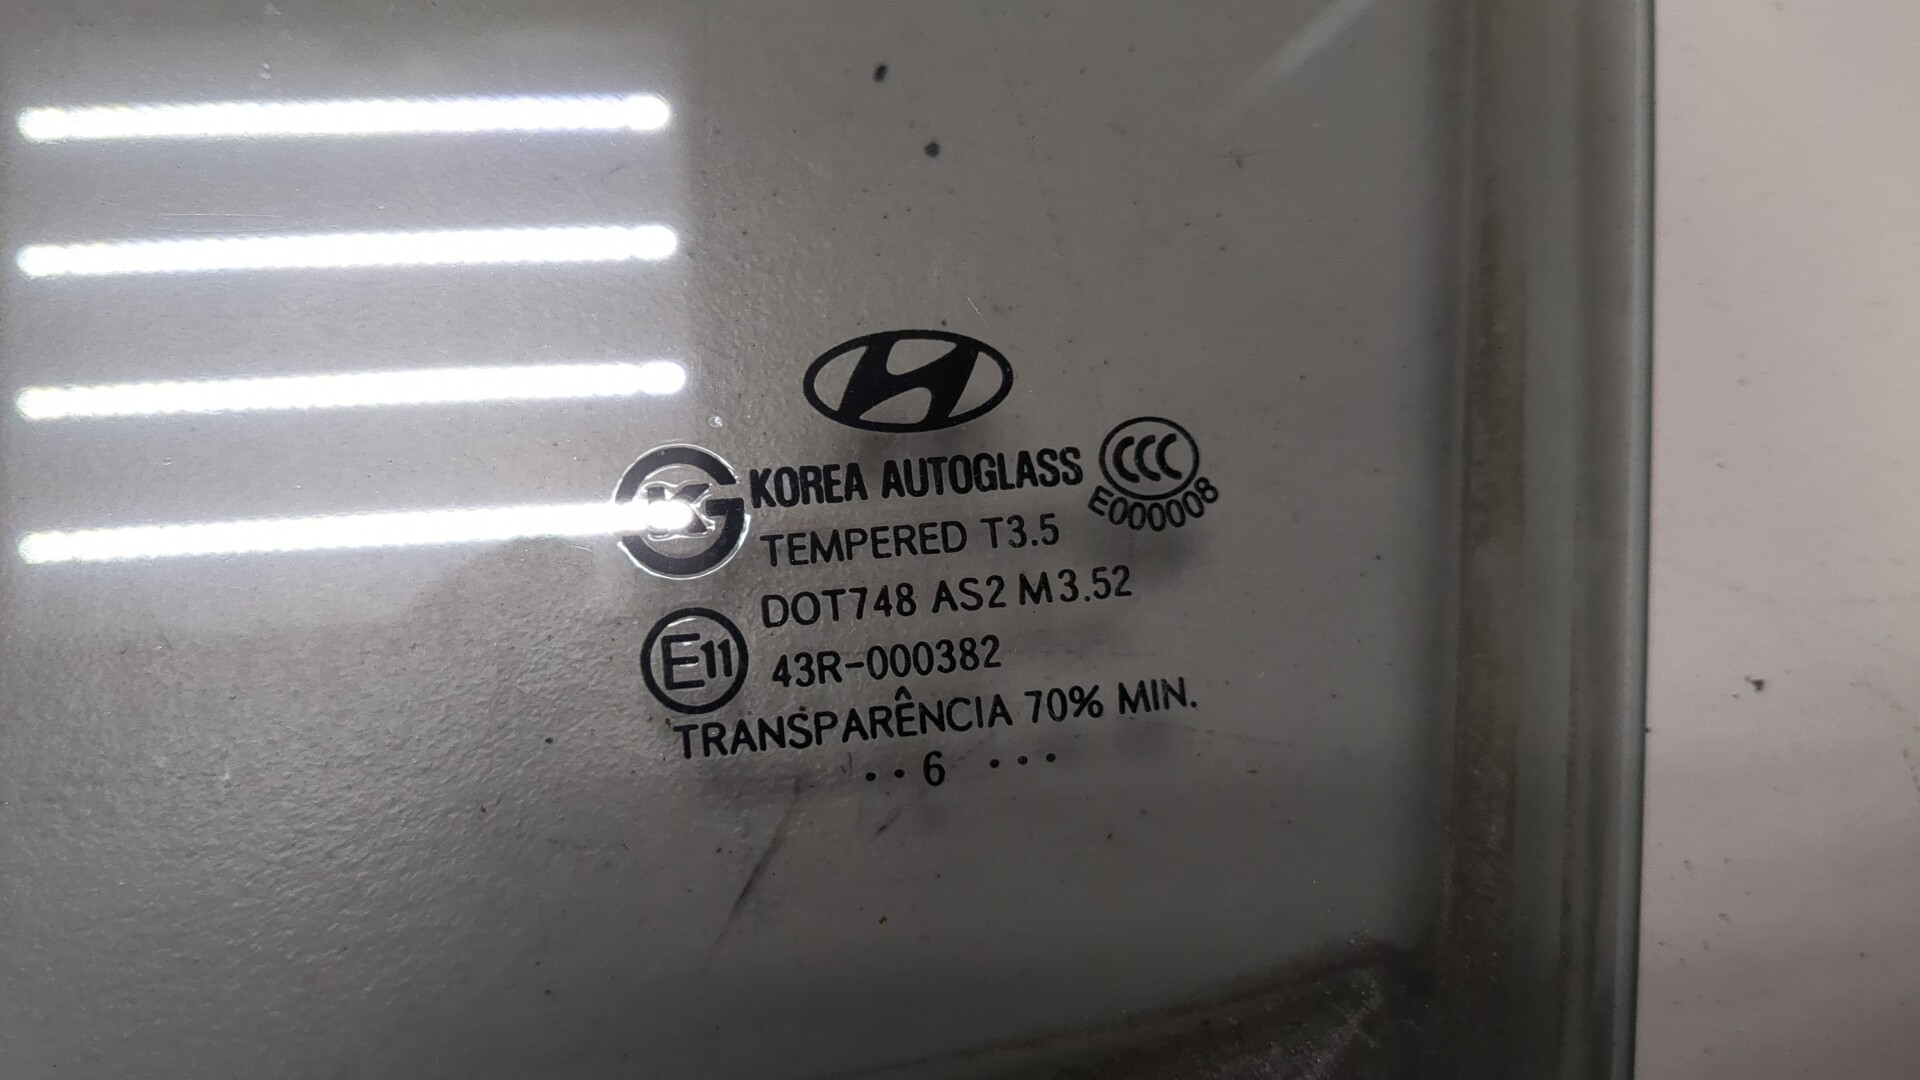 KOREA AUTOGLASS
CCC
E000008
TEMPERED T3.5
DOT748 AS2 M3.52
E11
43R-000382
TRANSPARÊNCIA 70% MIN.
··6 ···